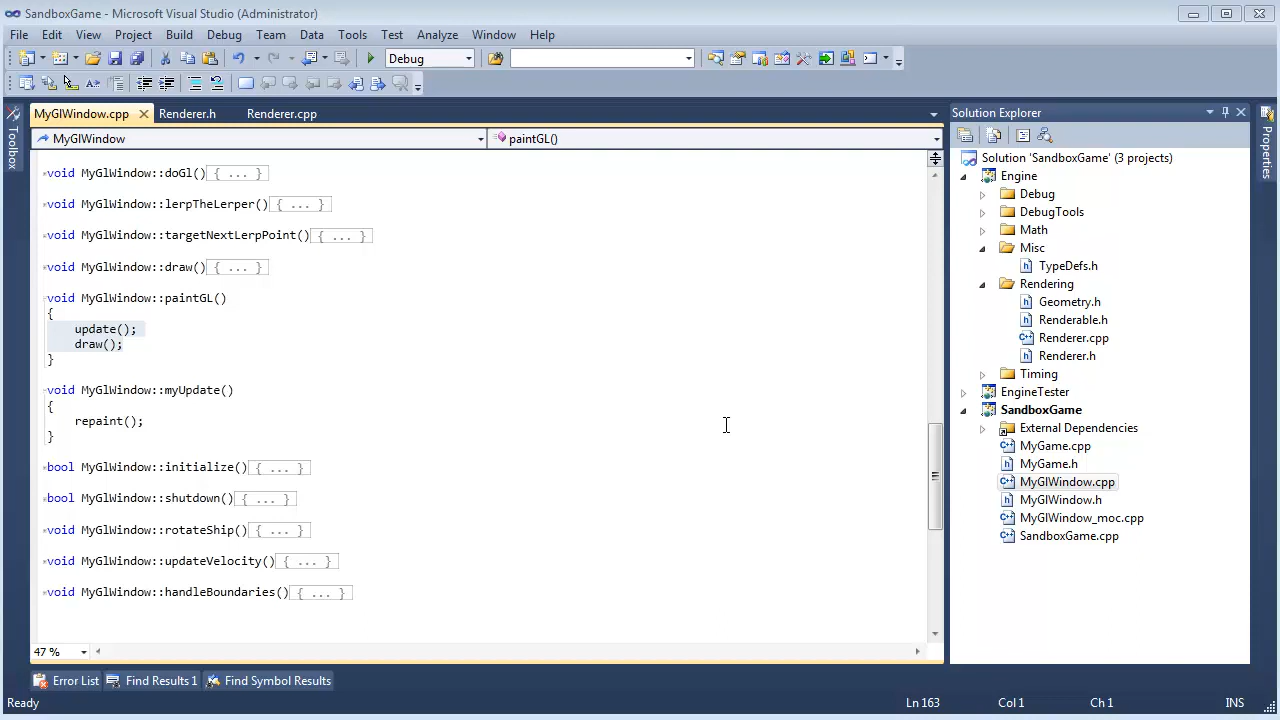 SandboxGame - Microsoft Visual Studio (Administrator)
File Edit View Project Build Debug Team Data Tools Test Analyze Window Help
Debug
MyGlWindow.cpp Renderer.h Renderer.cpp
MyGlWindow paintGL()
Toolbox
void MyGlWindow::doGl(){ ... }
void MyGlWindow::lerpTheLerper(){ ... }
void MyGlWindow::targetNextLerpPoint(){ ... }
void MyGlWindow::draw(){ ... }
void MyGlWindow::paintGL()
{
update();
draw();
}
void MyGlWindow::myUpdate()
{
repaint();
}
bool MyGlWindow::initialize(){ ... }
bool MyGlWindow::shutdown(){ ... }
void MyGlWindow::rotateShip(){ ... }
void MyGlWindow::updateVelocity(){ ... }
void MyGlWindow::handleBoundaries(){ ... }
47 %
Solution Explorer
Solution 'SandboxGame' (3 projects)
Engine
Debug
DebugTools
Math
Misc
TypeDefs.h
Rendering
Geometry.h
Renderable.h
Renderer.cpp
Renderer.h
Timing
EngineTester
SandboxGame
External Dependencies
MyGame.cpp
MyGame.h
MyGlWindow.cpp
MyGlWindow.h
MyGlWindow_moc.cpp
SandboxGame.cpp
Properties
Error List Find Results 1 Find Symbol Results
Ready Ln 163 Col 1 Ch 1 INS